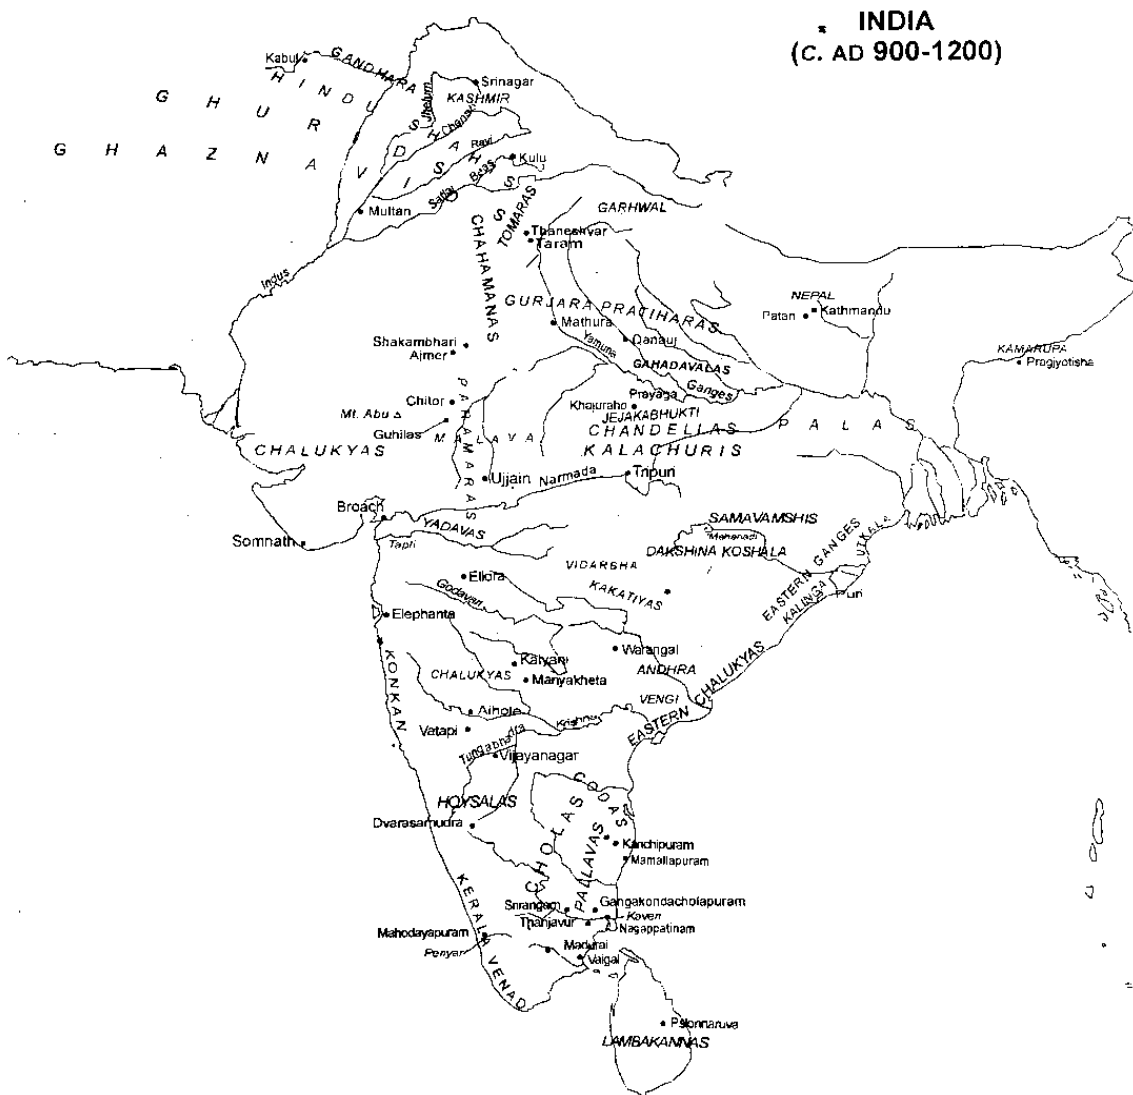 INDIA
(C. AD 900-1200)
Kabul
GANDHARA
HINDU SHAHIS
Srinagar
KASHMIR
GHUR
GHAZNAVIDS
Jhelum
Chenab
Ravi
Beas
Kulu
Satlaj
Multan
GARHWAL
TOMARAS
Thaneshvar
Taram
CHAHAMANAS
Indus
NEPAL
GURJARA PRATIHARAS
Patan
Kathmandu
Mathura
Shakambhari
Ajmer
Yamuna
Qanauj
KAMARUPA
Pragjyotisha
GAHADAVALAS
Ganges
Chitor
Prayaga
Khajuraho
JEJAKABHUKTI
Mt. Abu
Guhilas
PARAMARAS
MALAVA
CHANDELLAS
PALAS
CHALUKYAS
KALACHURIS
Ujjain
Narmada
Tripuri
Broach
YADAVAS
SAMAVAMSHIS
Mahanadi
Somnath
Tapti
DAKSHINA KOSHALA
EASTERN GANGES
UTKALA
VIDARBHA
Ellora
KAKATIYAS
KALINGA
Puri
Godavari
Elephanta
Warangal
KONKAN
Kalyani
CHALUKYAS
ANDHRA
Manyakheta
VENGI
EASTERN CHALUKYAS
Aihole
Krishna
Vatapi
Tungabhadra
Vijayanagar
CODAS
HOYSALAS
CHOLAS
Dvarasamudra
PALLAVAS
Kanchipuram
Mamallapuram
KERALA
Srirangam
Gangakondacholapuram
Kaveri
Thanjavur
Nagappatinam
Mahodayapuram
Periyar
Madurai
Vaigai
VENAD
Polonnaruva
LAMBAKANNAS